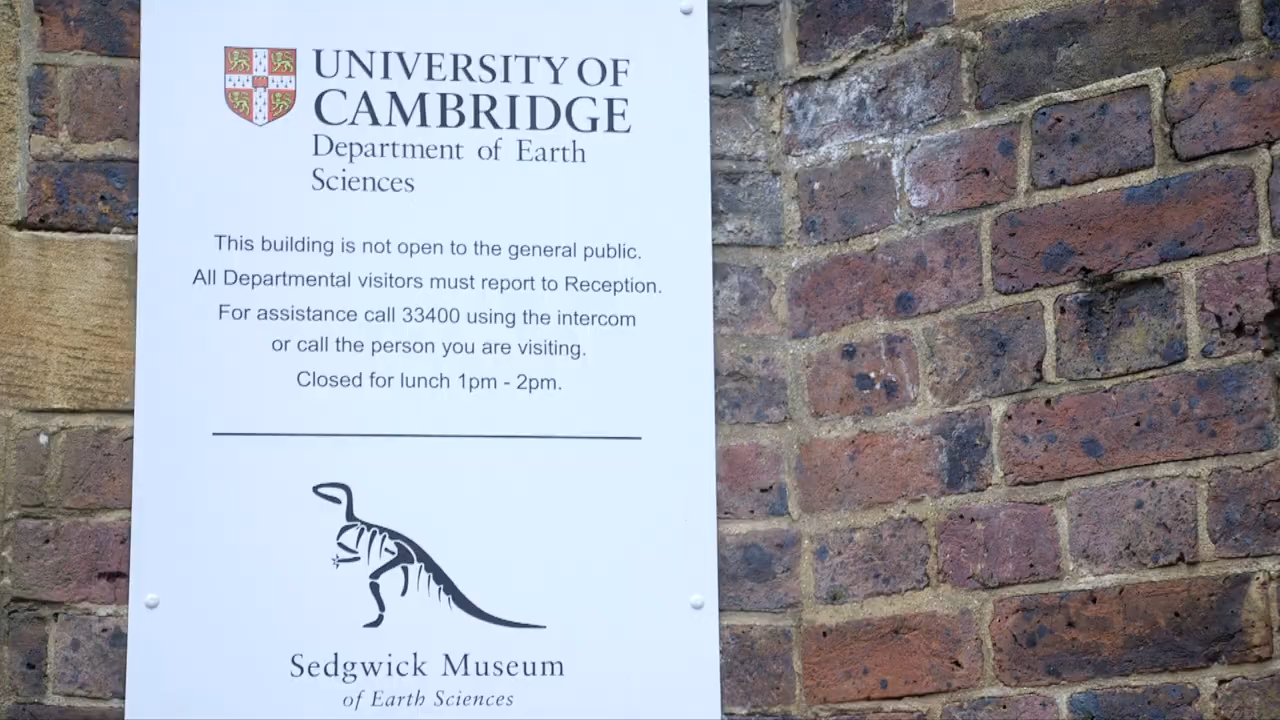 UNIVERSITY OF
CAMBRIDGE
Department of Earth
Sciences
This building is not open to the general public.
All Departmental visitors must report to Reception.
For assistance call 33400 using the intercom
or call the person you are visiting.
Closed for lunch 1pm - 2pm.
Sedgwick Museum
of Earth Sciences